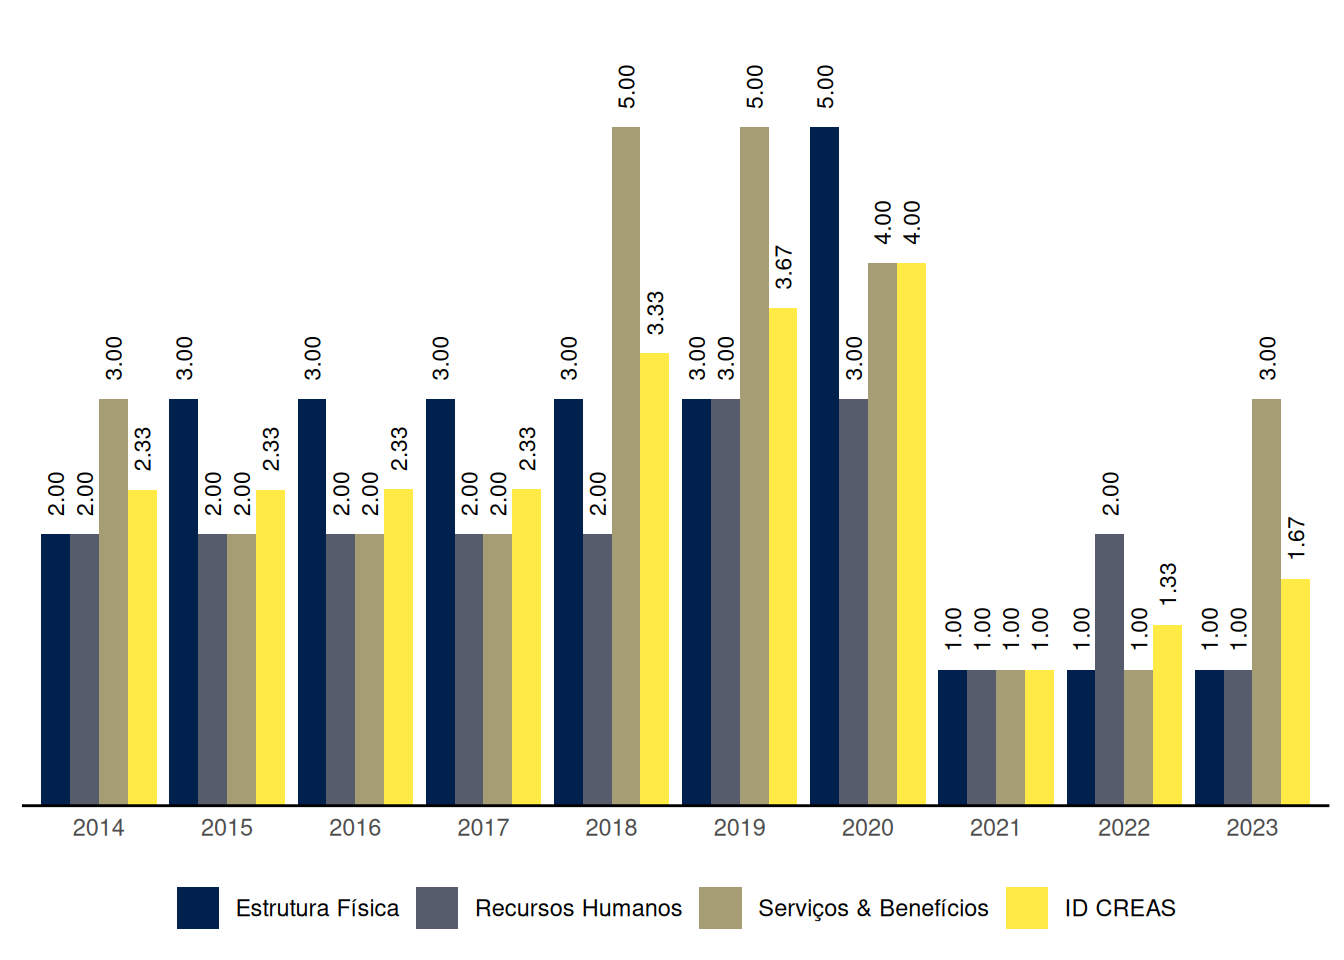 5.00 5.00 5.00
4.00 4.00
3.67
3.33
3.00 3.00 3.00 3.00 3.00 3.00 3.00 3.00 3.00
2.33 2.33 2.33 2.33
2.00 2.00 2.00 2.00 2.00 2.00 2.00 2.00 2.00 2.00
1.67
1.33
1.00 1.00 1.00 1.00 1.00 1.00 1.00 1.00
2014 2015 2016 2017 2018 2019 2020 2021 2022 2023
Estrutura Física Recursos Humanos Serviços & Benefícios ID CREAS